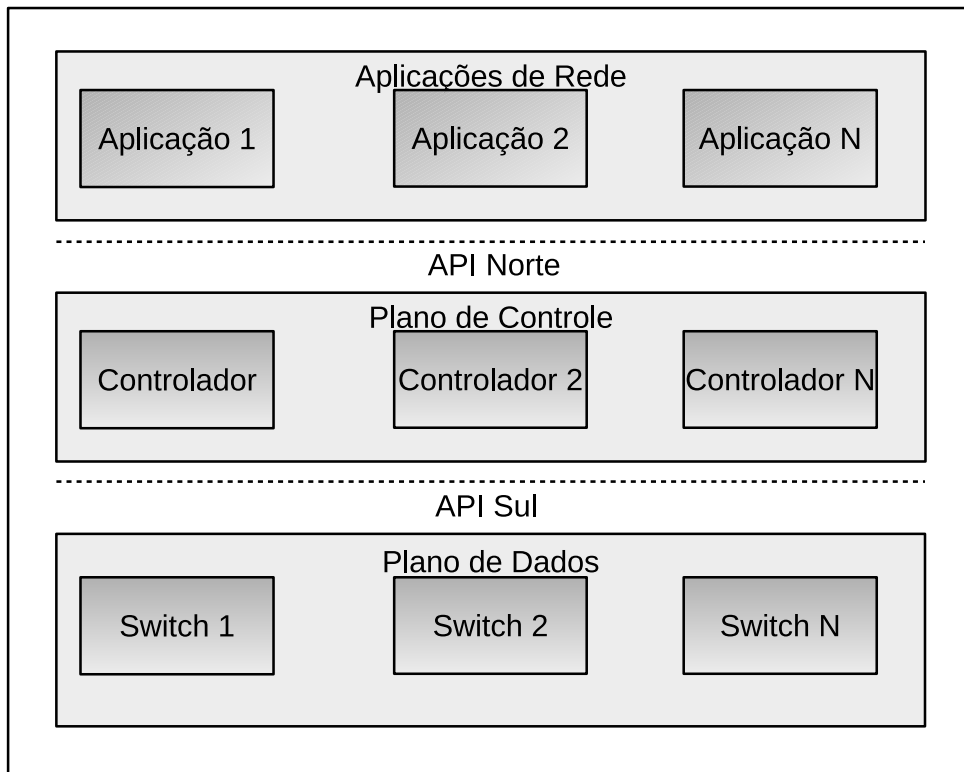 Aplicações de Rede
Aplicação 1
Aplicação 2
Aplicação N
API Norte
Plano de Controle
Controlador
Controlador 2
Controlador N
API Sul
Plano de Dados
Switch 1
Switch 2
Switch N